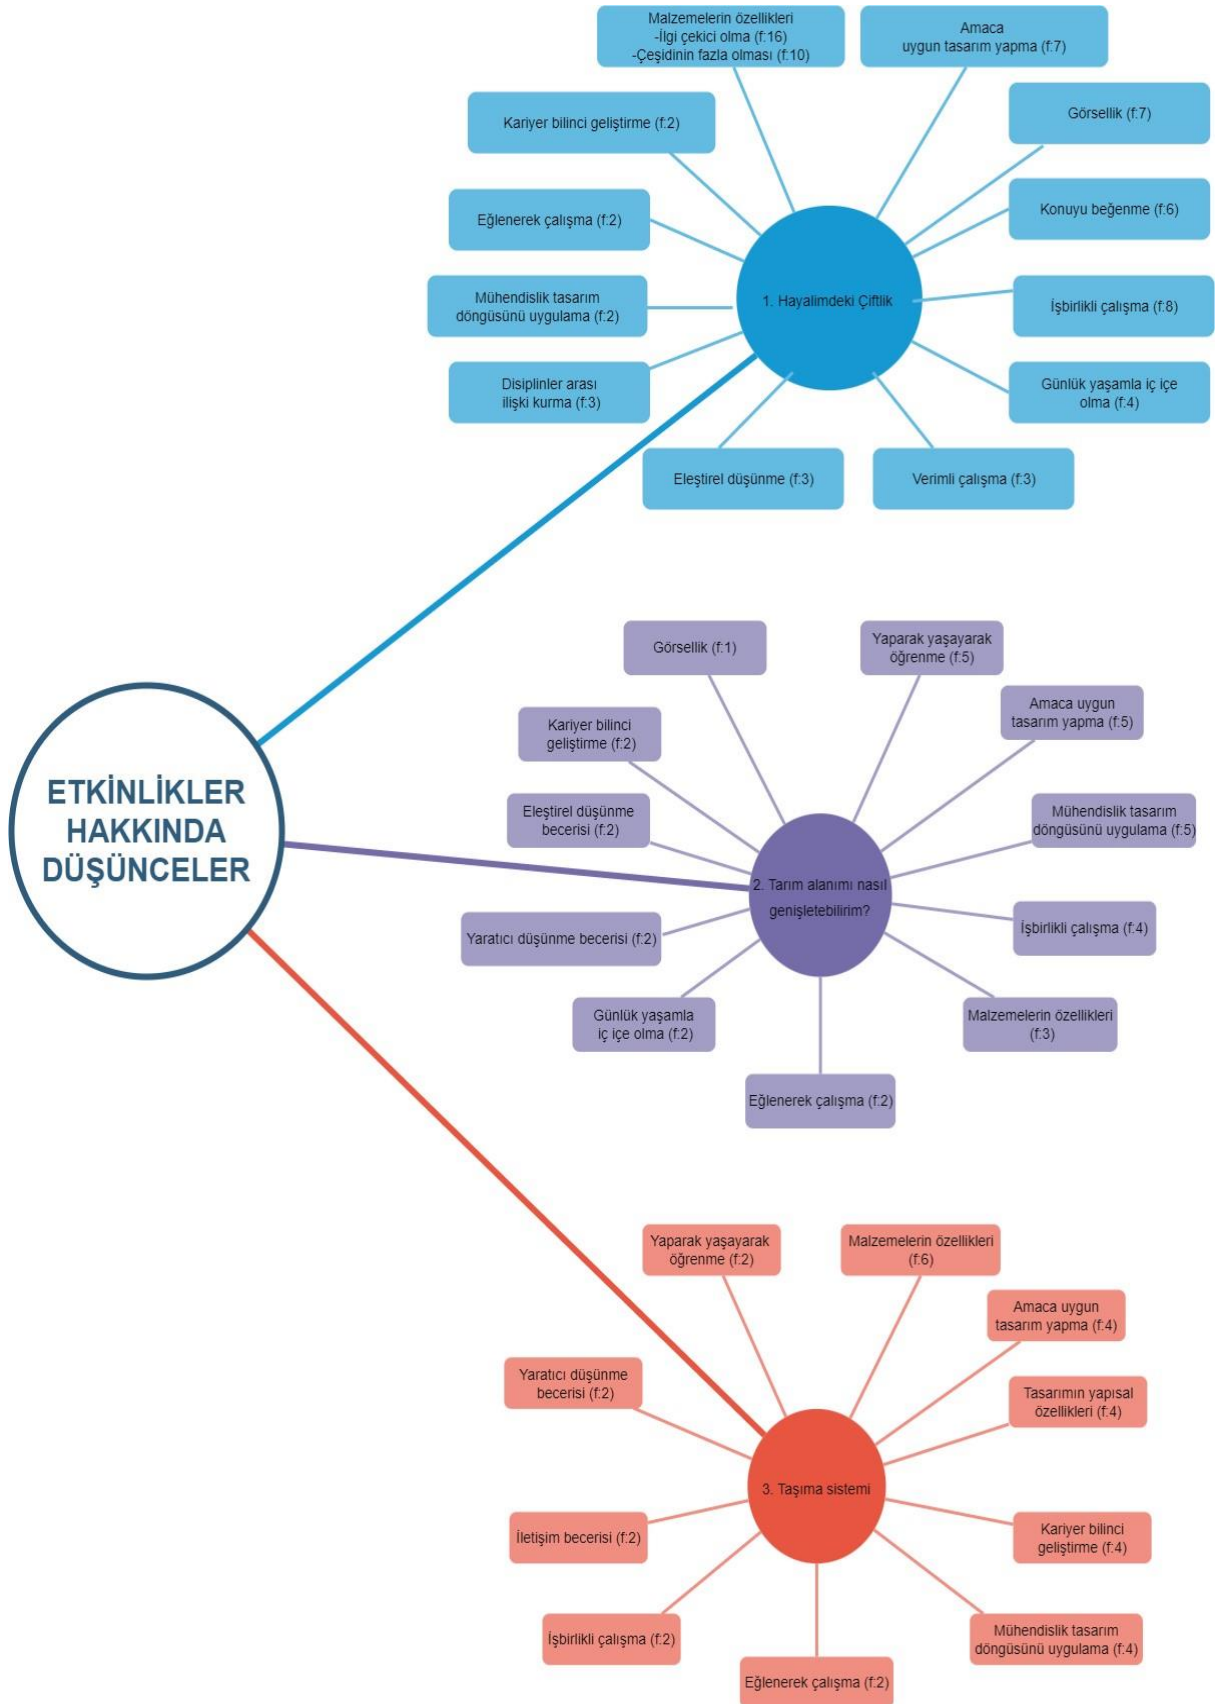 Malzemelerin özellikleri
-İlgi çekici olma (f:16)
-Çeşidinin fazla olması (f:10)
Amaca
uygun tasarım yapma (f:7)
Kariyer bilinci geliştirme (f:2)
Görsellik (f:7)
Eğlenerek çalışma (f:2)
Konuyu beğenme (f:6)
Mühendislik tasarım
döngüsünü uygulama (f:2)
1. Hayalimdeki Çiftlik
İşbirlikli çalışma (f:8)
Disiplinler arası
ilişki kurma (f:3)
Günlük yaşamla iç içe
olma (f:4)
Eleştirel düşünme (f:3)
Verimli çalışma (f:3)
ETKİNLİKLER
HAKKINDA
DÜŞÜNCELER
Görsellik (f:1)
Yaparak yaşayarak
öğrenme (f:5)
Kariyer bilinci
geliştirme (f:2)
Amaca uygun
tasarım yapma (f:5)
Eleştirel düşünme
becerisi (f:2)
Mühendislik tasarım
döngüsünü uygulama (f:5)
2. Tarım alanımı nasıl
genişletebilirim?
Yaratıcı düşünme becerisi (f:2)
İşbirlikli çalışma (f:4)
Günlük yaşamla
iç içe olma (f:2)
Malzemelerin özellikleri
(f:3)
Eğlenerek çalışma (f:2)
Yaparak yaşayarak
öğrenme (f:2)
Malzemelerin özellikleri
(f:6)
Amaca uygun
tasarım yapma (f:4)
Yaratıcı düşünme
becerisi (f:2)
Tasarımın yapısal
özellikleri (f:4)
3. Taşıma sistemi
İletişim becerisi (f:2)
Kariyer bilinci
geliştirme (f:4)
İşbirlikli çalışma (f:2)
Mühendislik tasarım
döngüsünü uygulama (f:4)
Eğlenerek çalışma (f:2)